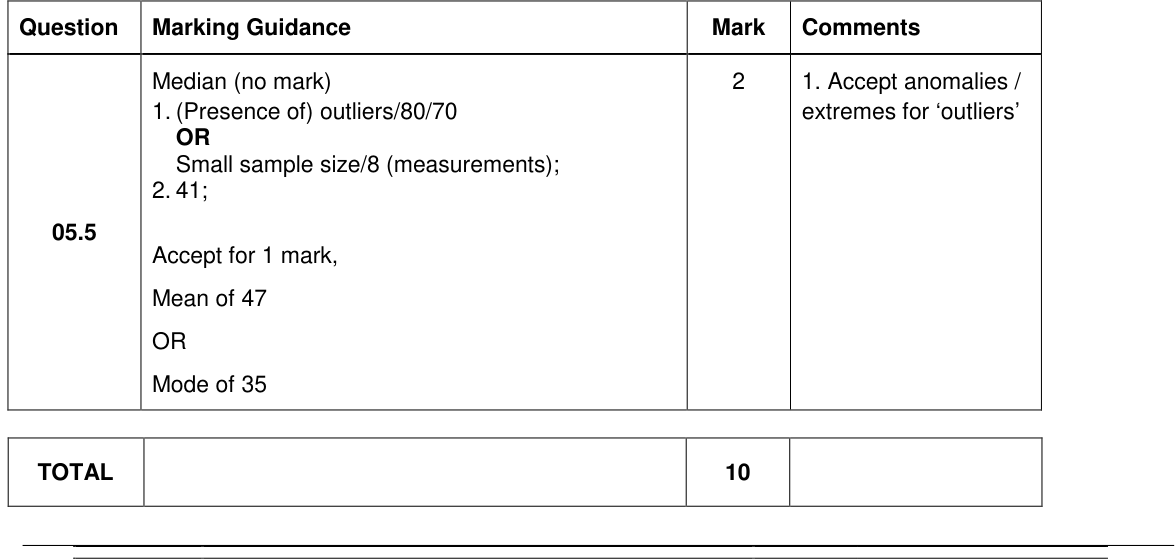 Question Marking Guidance Mark Comments
Median (no mark) 2 1. Accept anomalies /
1. (Presence of) outliers/80/70 extremes for ‘outliers’
OR
Small sample size/8 (measurements);
2. 41;
05.5
Accept for 1 mark,
Mean of 47
OR
Mode of 35
TOTAL 10